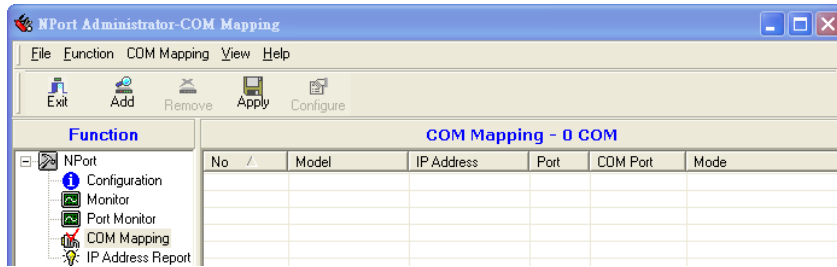 NPort Administrator-COM Mapping
File Function COM Mapping View Help
Exit Add Remove Apply Configure
Function
COM Mapping - 0 COM
NPort
Configuration
Monitor
Port Monitor
COM Mapping
IP Address Report
No Model IP Address Port COM Port Mode